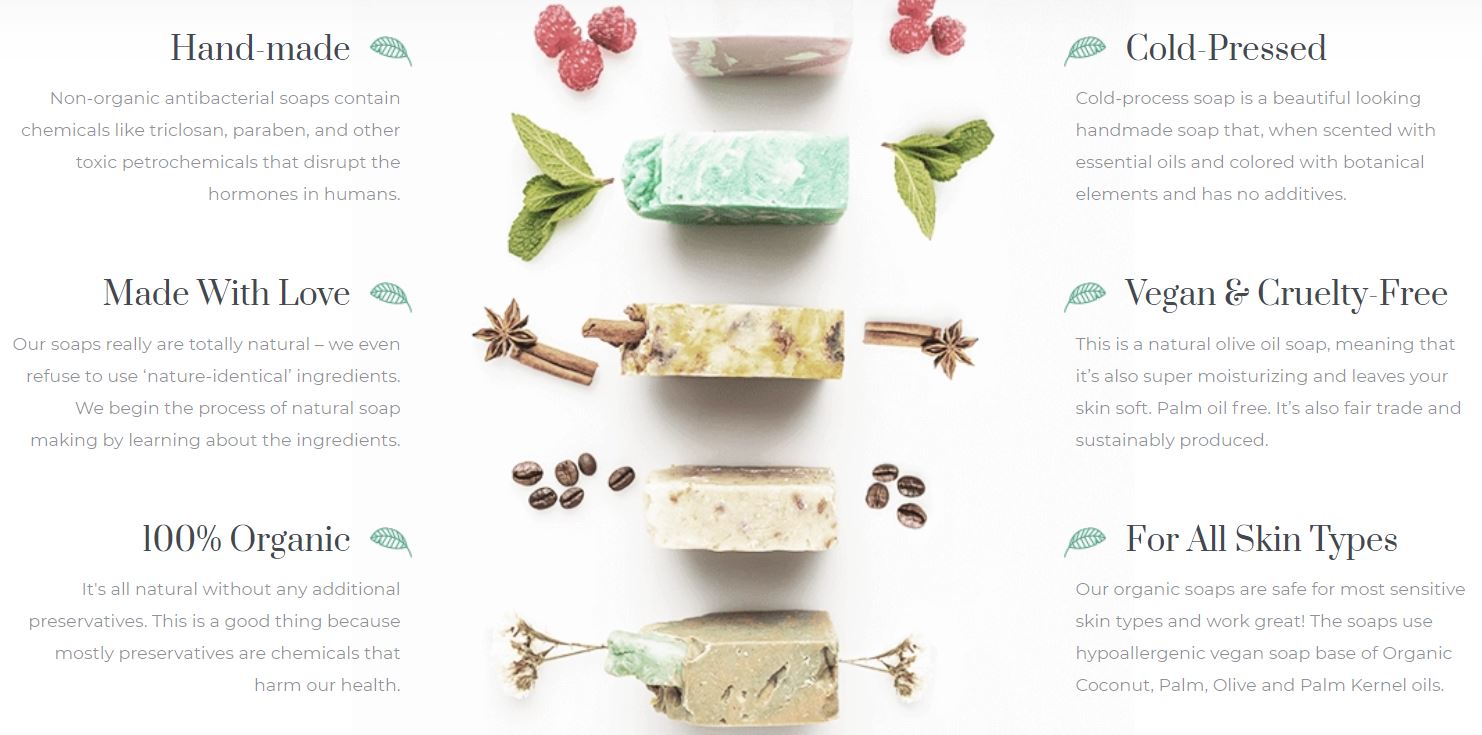 Hand-made
Non-organic antibacterial soaps contain
chemicals like triclosan, paraben, and other
toxic petrochemicals that disrupt the
hormones in humans.
Made With Love
Our soaps really are totally natural – we even
refuse to use ‘nature-identical’ ingredients.
We begin the process of natural soap
making by learning about the ingredients.
100% Organic
It's all natural without any additional
preservatives. This is a good thing because
mostly preservatives are chemicals that
harm our health.
Cold-Pressed
Cold-process soap is a beautiful looking
handmade soap that, when scented with
essential oils and colored with botanical
elements and has no additives.
Vegan & Cruelty-Free
This is a natural olive oil soap, meaning that
it’s also super moisturizing and leaves your
skin soft. Palm oil free. It’s also fair trade and
sustainably produced.
For All Skin Types
Our organic soaps are safe for most sensitive
skin types and work great! The soaps use
hypoallergenic vegan soap base of Organic
Coconut, Palm, Olive and Palm Kernel oils.